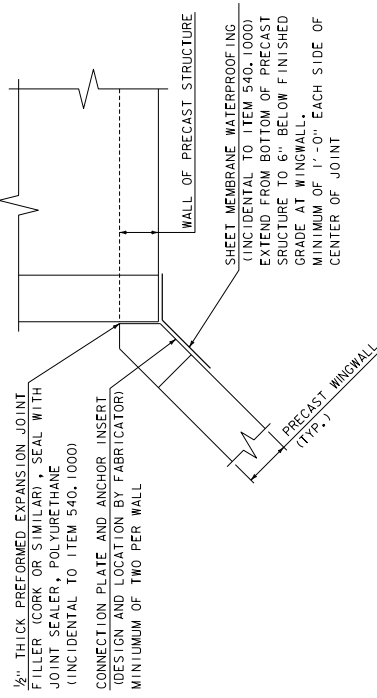 ½" THICK PREFORMED EXPANSION JOINT
FILLER (CORK OR SIMILAR), SEAL WITH
JOINT SEALER, POLYURETHANE
(INCIDENTAL TO ITEM 540.1000)
CONNECTION PLATE AND ANCHOR INSERT
(DESIGN AND LOCATION BY FABRICATOR)
MINIUMUM OF TWO PER WALL
WALL OF PRECAST STRUCTURE
SHEET MEMBRANE WATERPROOFING
(INCIDENTAL TO ITEM 540.1000)
EXTEND FROM BOTTOM OF PRECAST
SRUCTURE TO 6" BELOW FINISHED
GRADE AT WINGWALL.
MINIMUM OF 1'-0" EACH SIDE OF
CENTER OF JOINT
PRECAST WINGWALL
(TYP.)